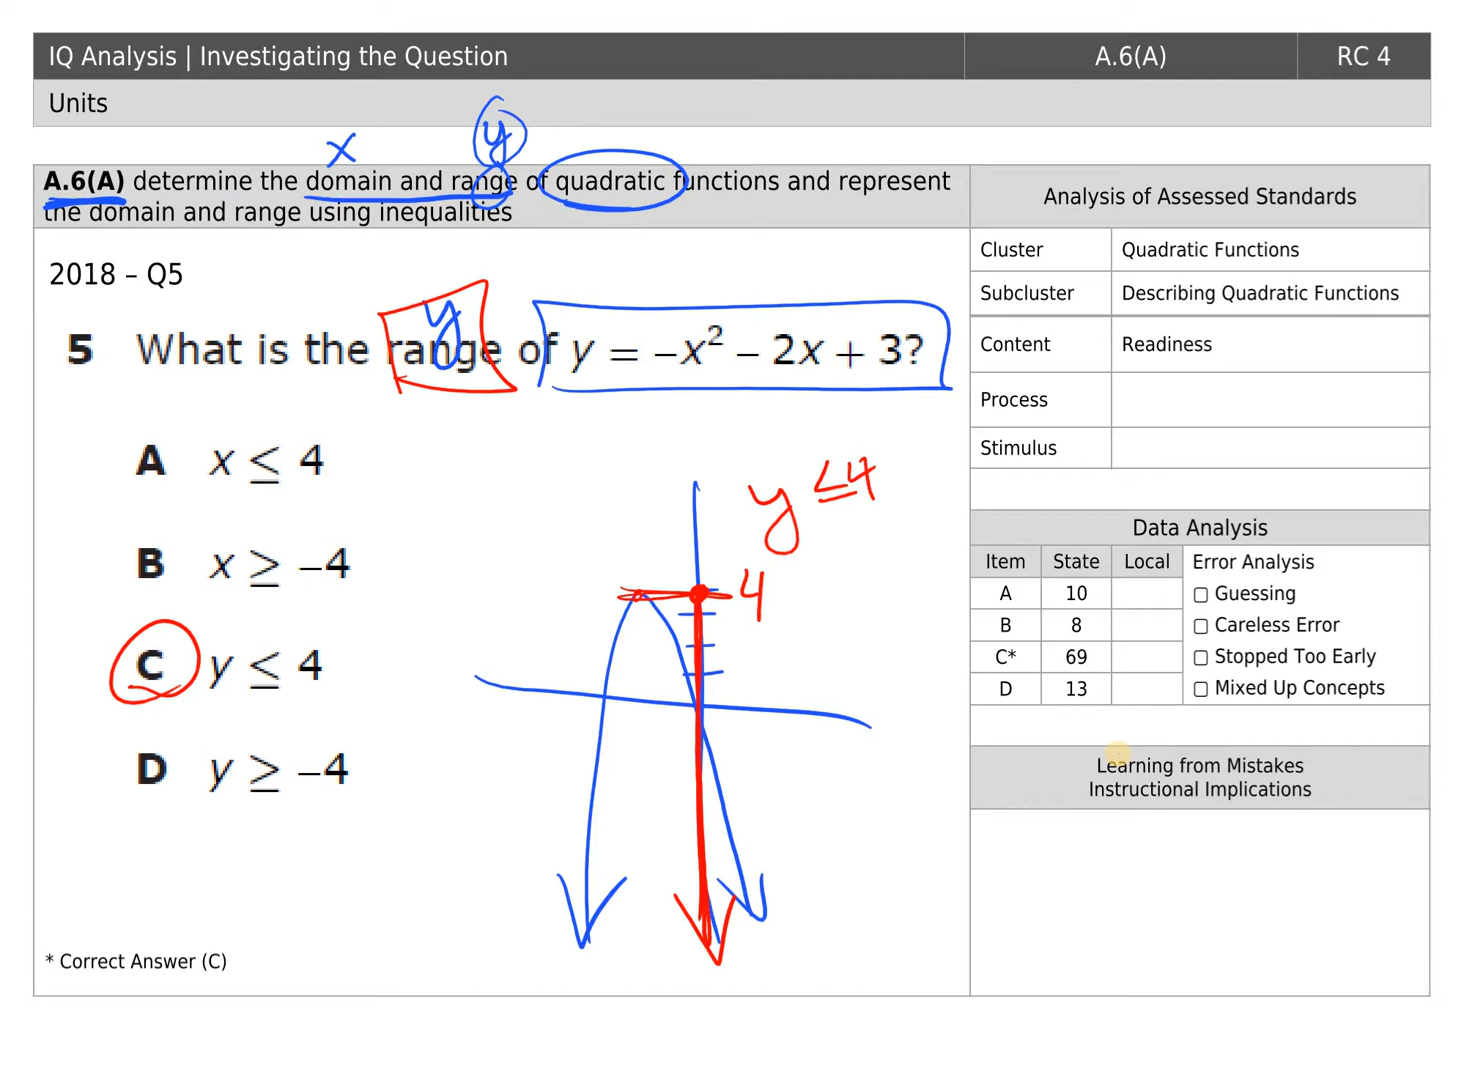 IQ Analysis | Investigating the Question A.6(A) RC 4
Units
x y
A.6(A) determine the domain and range of quadratic functions and represent
the domain and range using inequalities
Analysis of Assessed Standards
Cluster Quadratic Functions
Subcluster Describing Quadratic Functions
Content Readiness
Process
Stimulus
2018 – Q5
y
5 What is the range of y = –x² – 2x + 3?
A x ≤ 4
B x ≥ –4
C y ≤ 4
D y ≥ –4
y ≤4
4
* Correct Answer (C)
Data Analysis
Item State Local Error Analysis
A 10 ▢ Guessing
B 8 ▢ Careless Error
C* 69 ▢ Stopped Too Early
D 13 ▢ Mixed Up Concepts
Learning from Mistakes
Instructional Implications